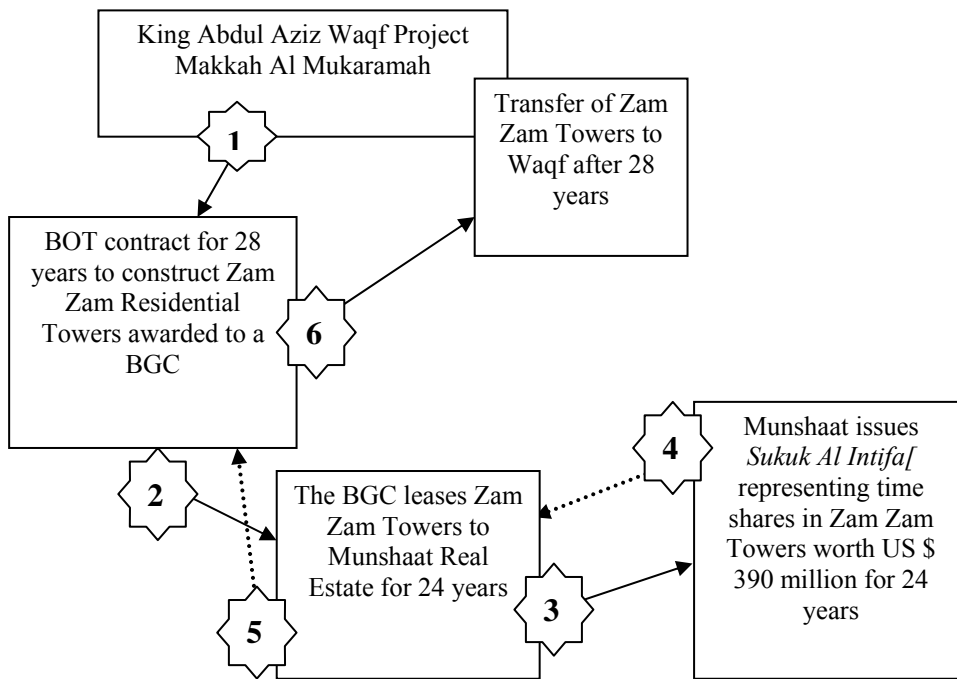 King Abdul Aziz Waqf Project
Makkah Al Mukaramah
Transfer of Zam
Zam Towers to
Waqf after 28
years
1
BOT contract for 28
years to construct Zam
Zam Residential
Towers awarded to a
BGC
6
Munshaat issues
Sukuk Al Intifa[
representing time
shares in Zam Zam
Towers worth US $
390 million for 24
years
4
2
The BGC leases Zam
Zam Towers to
Munshaat Real
Estate for 24 years
3
5